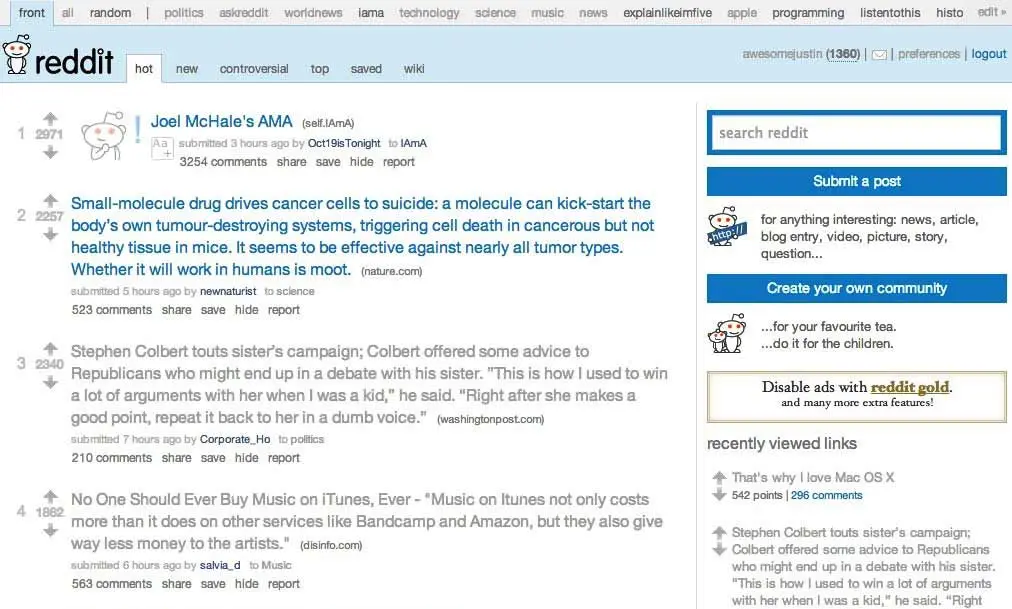 front all random | politics askreddit worldnews iama technology science music news explainlikeimfive apple programming listentothis histo edit »
reddit hot new controversial top saved wiki
awesomejustin (1360) | | preferences | logout
1 2971
Joel McHale's AMA (self.IAmA)
Aa +
submitted 3 hours ago by Oct19isTonight to IAmA
3254 comments share save hide report
2 2257
Small-molecule drug drives cancer cells to suicide: a molecule can kick-start the
body's own tumour-destroying systems, triggering cell death in cancerous but not
healthy tissue in mice. It seems to be effective against nearly all tumor types.
Whether it will work in humans is moot. (nature.com)
submitted 5 hours ago by newnaturist to science
523 comments share save hide report
3 2340
Stephen Colbert touts sister's campaign; Colbert offered some advice to
Republicans who might end up in a debate with his sister. "This is how I used to win
a lot of arguments with her when I was a kid," he said. "Right after she makes a
good point, repeat it back to her in a dumb voice." (washingtonpost.com)
submitted 7 hours ago by Corporate_Ho to politics
210 comments share save hide report
4 1862
No One Should Ever Buy Music on iTunes, Ever - "Music on Itunes not only costs
more than it does on other services like Bandcamp and Amazon, but they also give
way less money to the artists." (disinfo.com)
submitted 6 hours ago by salvia_d to Music
563 comments share save hide report
search reddit
Submit a post
http://
for anything interesting: news, article,
blog entry, video, picture, story,
question...
Create your own community
...for your favourite tea.
...do it for the children.
Disable ads with reddit gold.
and many more extra features!
recently viewed links
That's why I love Mac OS X
542 points | 296 comments
Stephen Colbert touts sister's campaign;
Colbert offered some advice to Republicans
who might end up in a debate with his sister.
"This is how I used to win a lot of arguments
with her when I was a kid," he said. "Right